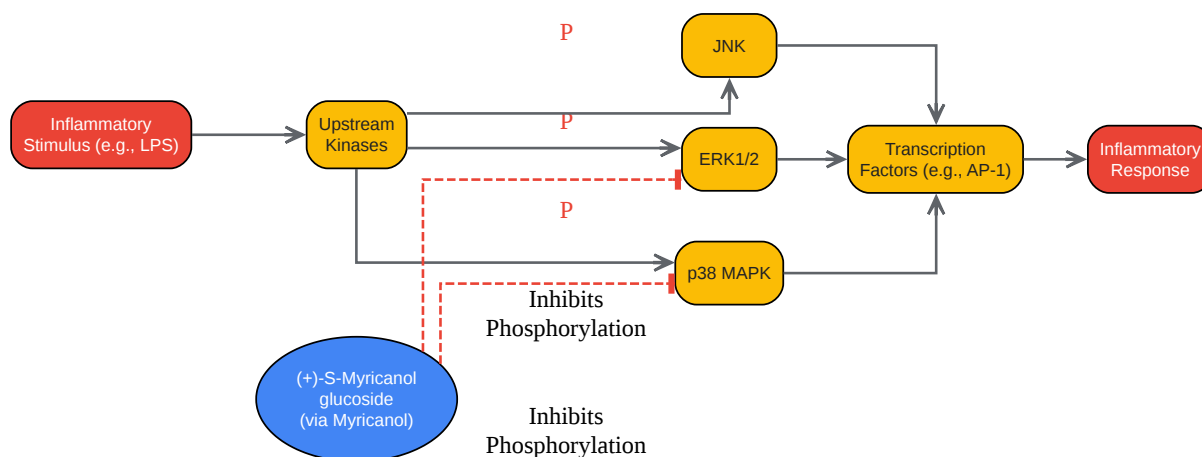 P
JNK
Inflammatory
Stimulus (e.g., LPS)
Upstream
Kinases
P
ERK1/2
Transcription
Factors (e.g., AP-1)
Inflammatory
Response
P
p38 MAPK
Inhibits
Phosphorylation
(+)-S-Myricanol
glucoside
(via Myricanol)
Inhibits
Phosphorylation